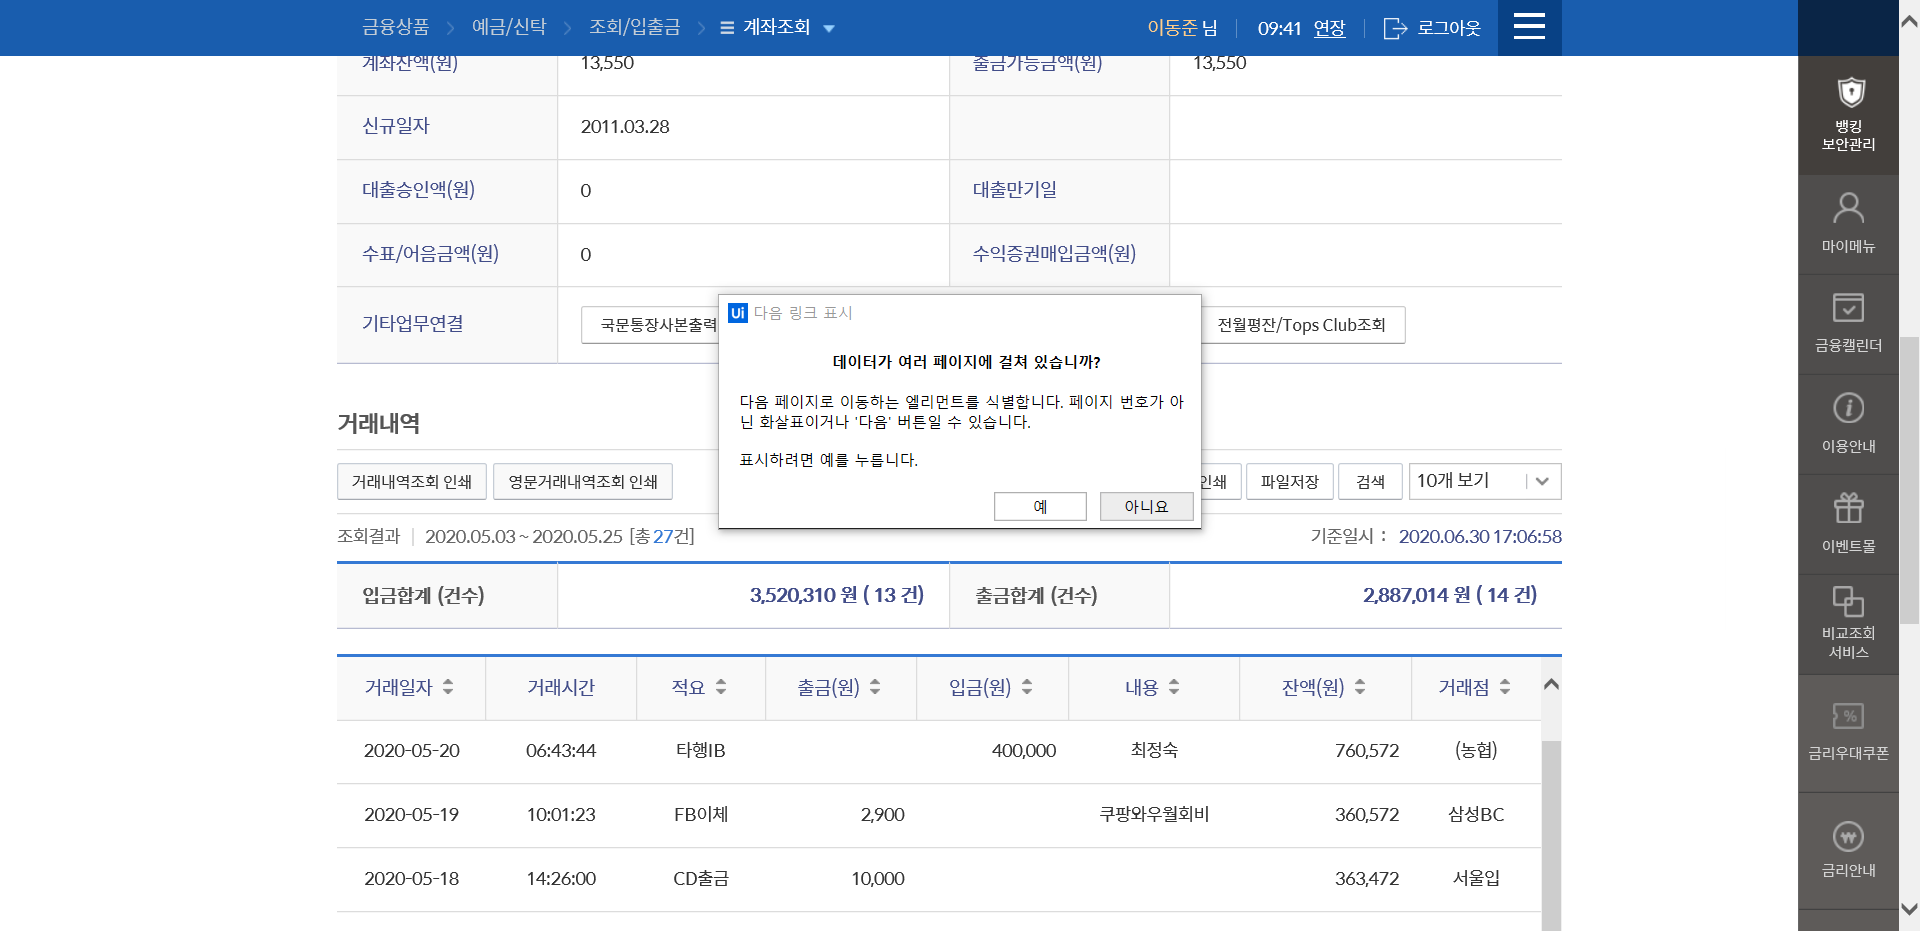 금융상품 예금/신탁 조회/입출금 계좌조회
이동준 님 09:41 연장 로그아웃
계좌잔액(원) 13,550 출금가능금액(원) 13,550
신규일자 2011.03.28
대출승인액(원) 0 대출만기일
수표/어음금액(원) 0 수익증권매입금액(원)
기타업무연결 국문통장사본출력 전월평잔/Tops Club조회
Ui 다음 링크 표시
데이터가 여러 페이지에 걸쳐 있습니까?
다음 페이지로 이동하는 엘리먼트를 식별합니다. 페이지 번호가 아
닌 화살표이거나 '다음' 버튼일 수 있습니다.
표시하려면 예를 누릅니다.
예 아니요
거래내역
거래내역조회 인쇄 영문거래내역조회 인쇄 인쇄 파일저장 검색 10개 보기
조회결과 2020.05.03 ~ 2020.05.25 [총 27건] 기준일시 : 2020.06.30 17:06:58
입금합계 (건수) 3,520,310 원 ( 13 건) 출금합계 (건수) 2,887,014 원 ( 14 건)
거래일자 거래시간 적요 출금(원) 입금(원) 내용 잔액(원) 거래점
2020-05-20 06:43:44 타행IB 400,000 최정숙 760,572 (농협)
2020-05-19 10:01:23 FB이체 2,900 쿠팡와우월회비 360,572 삼성BC
2020-05-18 14:26:00 CD출금 10,000 363,472 서울입
뱅킹
보안관리
마이메뉴
금융캘린더
이용안내
이벤트몰
비교조회
서비스
%
금리우대쿠폰
₩
금리안내